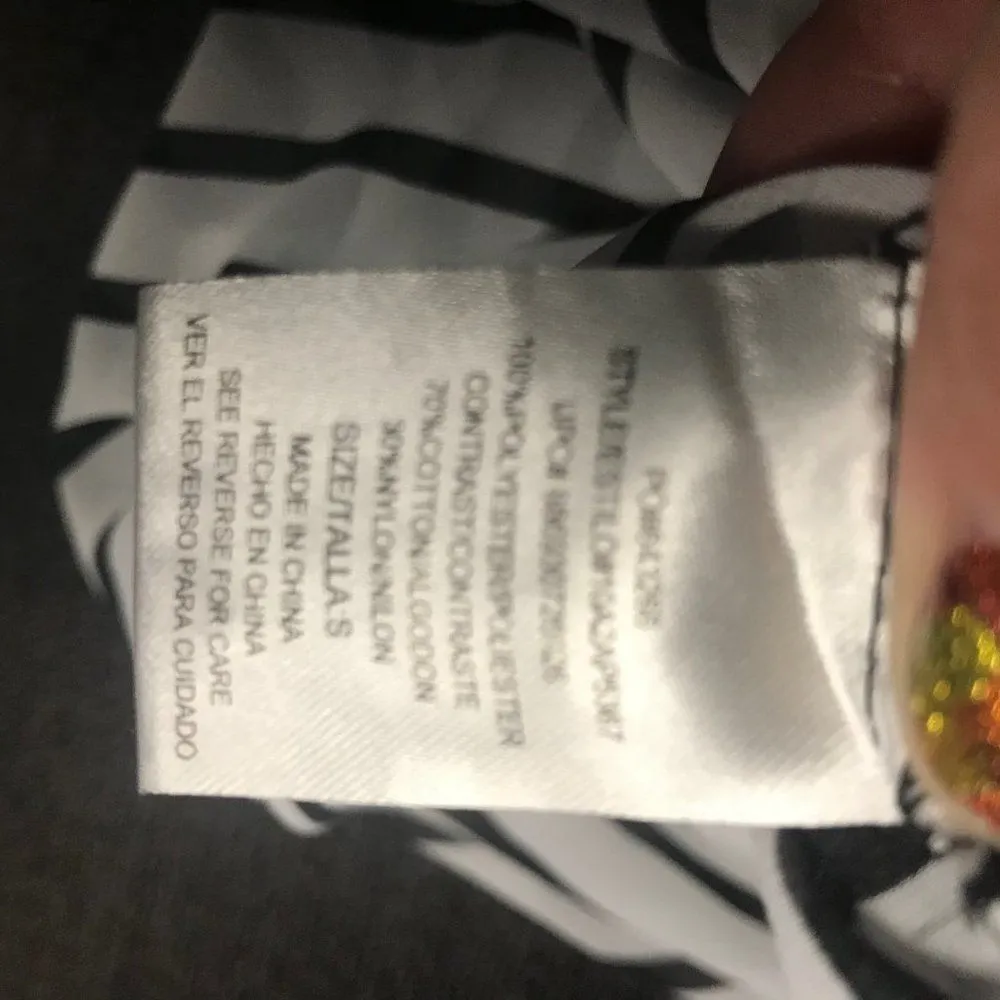 100%POLYESTER/POLIESTER
CONTRAST:CONTRASTE
70%COTTON/ALGODON
30%NYLON/NILON
SIZE/TALLA:S
MADE IN CHINA
HECHO EN CHINA
SEE REVERSE FOR CARE
VER EL REVERSO PARA CUIDADO